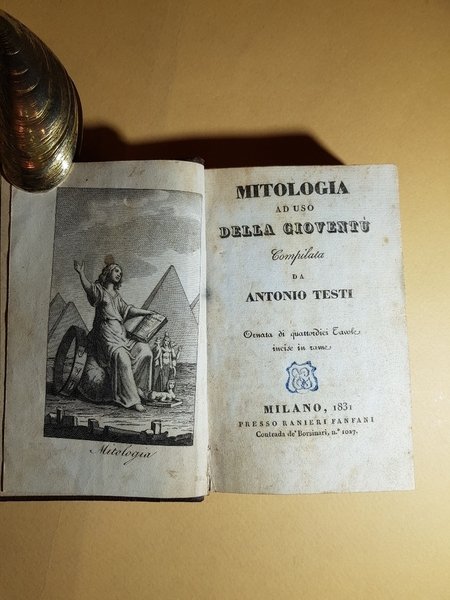 Mitologia
MITOLOGIA
AD USO
DELLA GIOVENTÙ
Compilata
DA
ANTONIO TESTI
Ornata di quattordici Tavole
incise in rame
MILANO, 1831
PRESSO RANIERI FANFANI
Contrada de' Borsinari, n.° 1027.